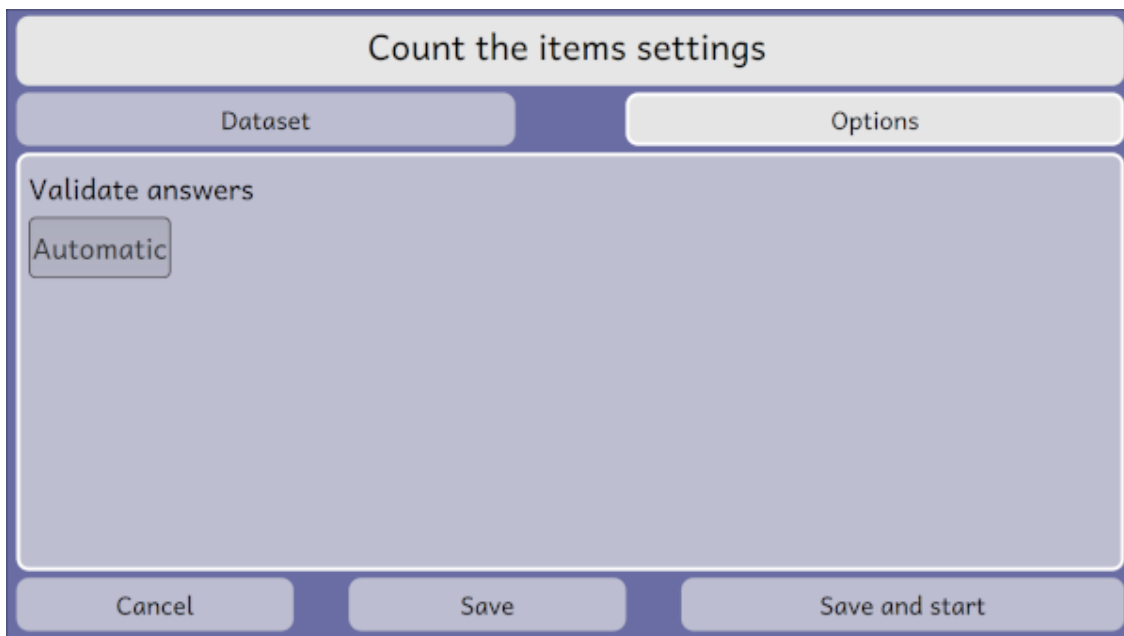 Count the items settings
Dataset
Options
Validate answers
Automatic
Cancel
Save
Save and start